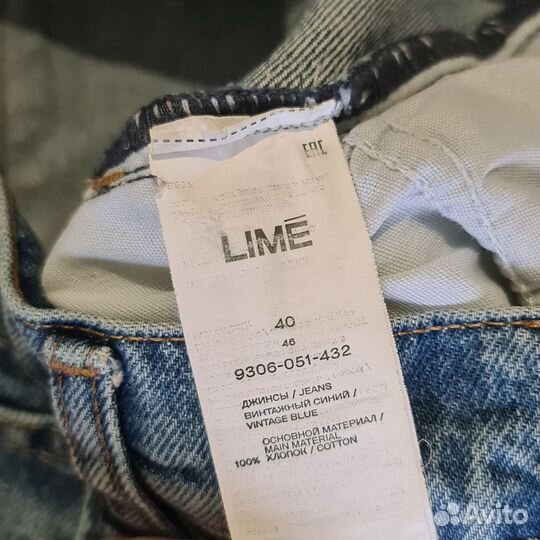 EAC
LIMÉ
40
46
9306-051-432
ДЖИНСЫ / JEANS
ВИНТАЖНЫЙ СИНИЙ /
VINTAGE BLUE
ОСНОВНОЙ МАТЕРИАЛ /
MAIN MATERIAL
100% ХЛОПОК / COTTON
Avito